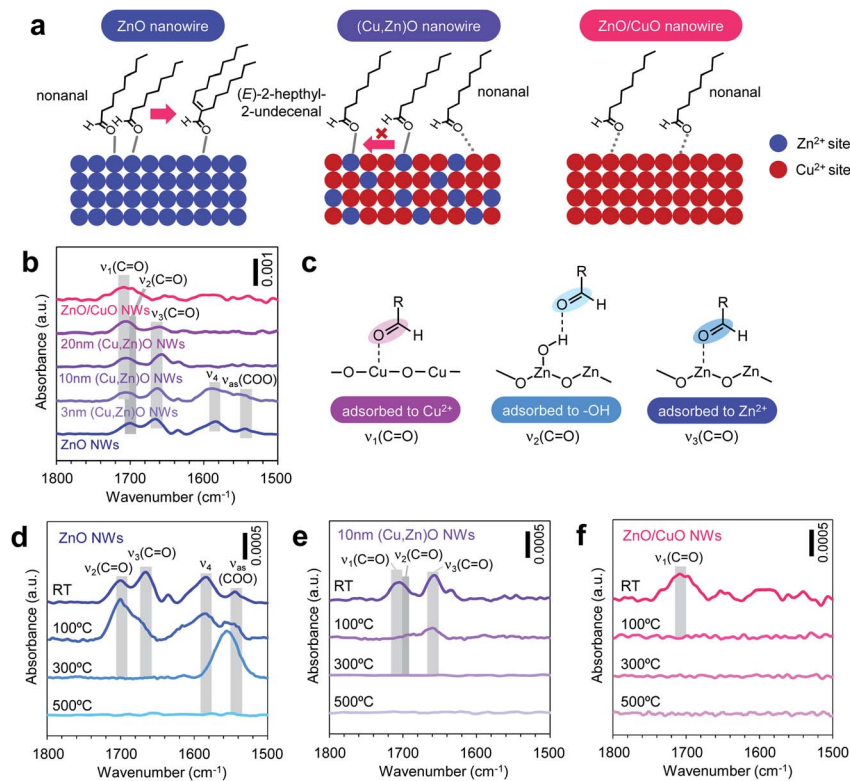 a
ZnO nanowire
(Cu,Zn)O nanowire
ZnO/CuO nanowire
nonanal
(E)-2-hepthyl-
2-undecenal
nonanal
H
O
H
O
H
O
H
O
H
O
H
O
H
O
H
O
Zn²⁺ site
Cu²⁺ site
b
0.001
ν₁(C=O)
ν₂(C=O)
ZnO/CuO NWs
ν₃(C=O)
20nm (Cu,Zn)O NWs
10nm (Cu,Zn)O NWs
ν₄
νas(COO)
3nm (Cu,Zn)O NWs
ZnO NWs
Absorbance (a.u.)
1800 1700 1600 1500
Wavenumber (cm⁻¹)
c
R
O
H
O
Cu
O
Cu
adsorbed to Cu²⁺
ν₁(C=O)
R
O
H
H
O
O
Zn
O
Zn
adsorbed to -OH
ν₂(C=O)
R
O
H
O
Zn
O
Zn
adsorbed to Zn²⁺
ν₃(C=O)
d
ZnO NWs
0.0005
ν₂(C=O)
ν₃(C=O)
ν₄
νas
(COO)
RT
100ºC
300ºC
500ºC
Absorbance (a.u.)
1800 1700 1600 1500
Wavenumber (cm⁻¹)
e
10nm (Cu,Zn)O NWs
0.0005
ν₁(C=O)
ν₂(C=O)
ν₃(C=O)
RT
100ºC
300ºC
500ºC
Absorbance (a.u.)
1800 1700 1600 1500
Wavenumber (cm⁻¹)
f
ZnO/CuO NWs
0.0005
ν₁(C=O)
RT
100ºC
300ºC
500ºC
Absorbance (a.u.)
1800 1700 1600 1500
Wavenumber (cm⁻¹)